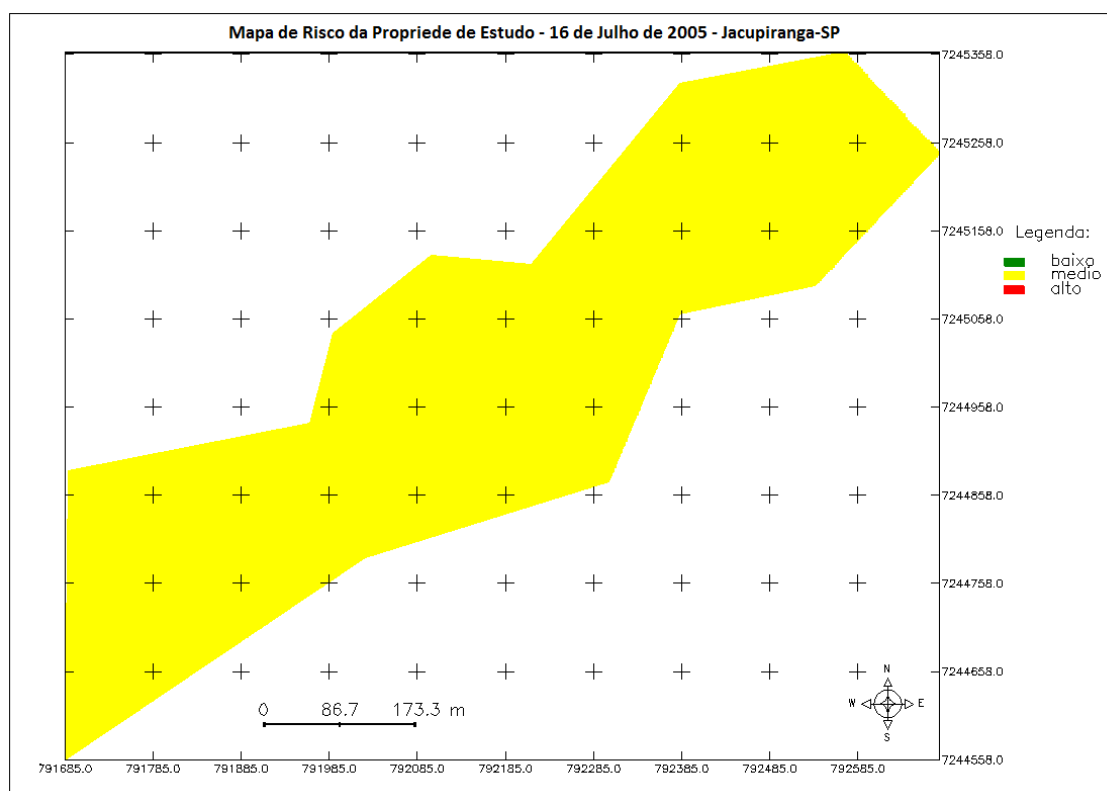 Mapa de Risco da Propriede de Estudo - 16 de Julho de 2005 - Jacupiranga-SP
7245358.0
7245258.0
7245158.0
Legenda:
baixo
medio
alto
7245058.0
7244958.0
7244858.0
7244758.0
7244658.0
N
W E
S
0 86.7 173.3 m
7244558.0
791685.0 791785.0 791885.0 791985.0 792085.0 792185.0 792285.0 792385.0 792485.0 792585.0